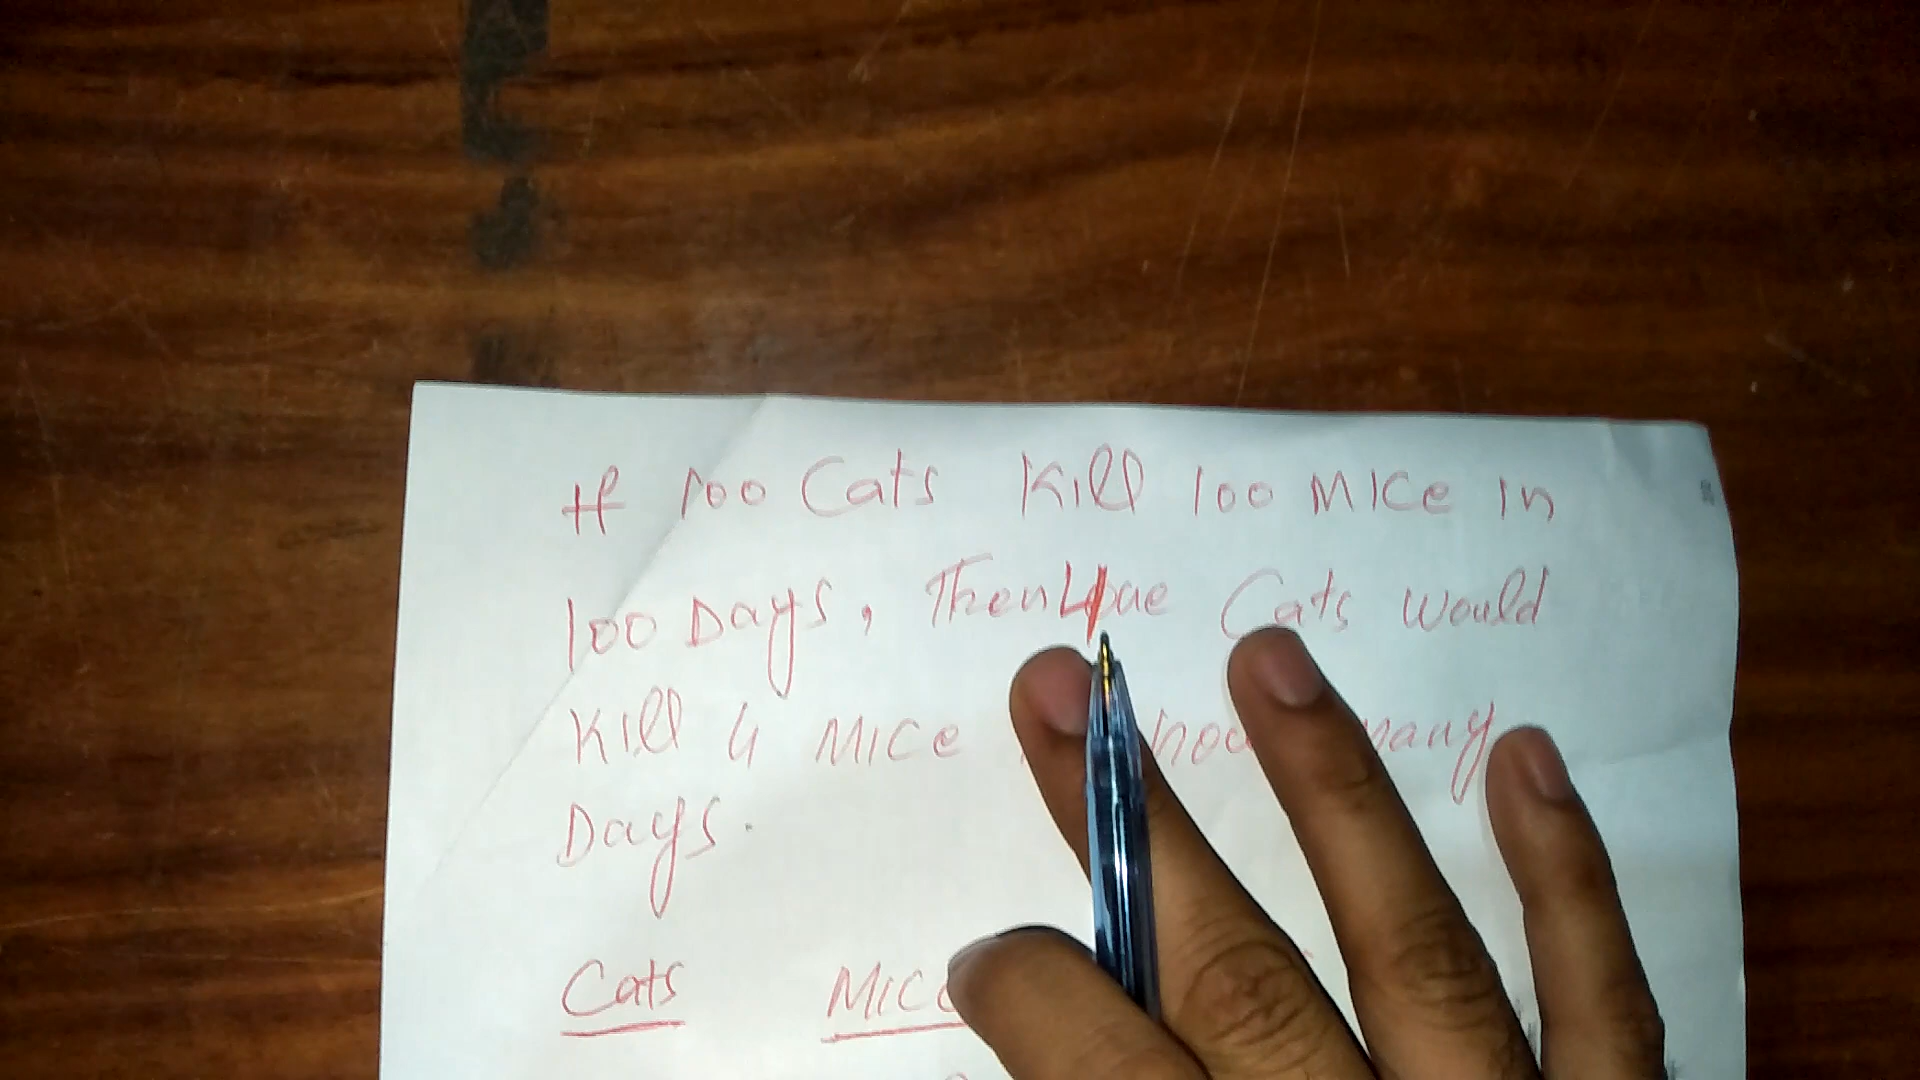 If 100 Cats Kill 100 Mice in
100 Days, Then 4 Cats Would
Kill 4 Mice many
Days.
Cats Mice